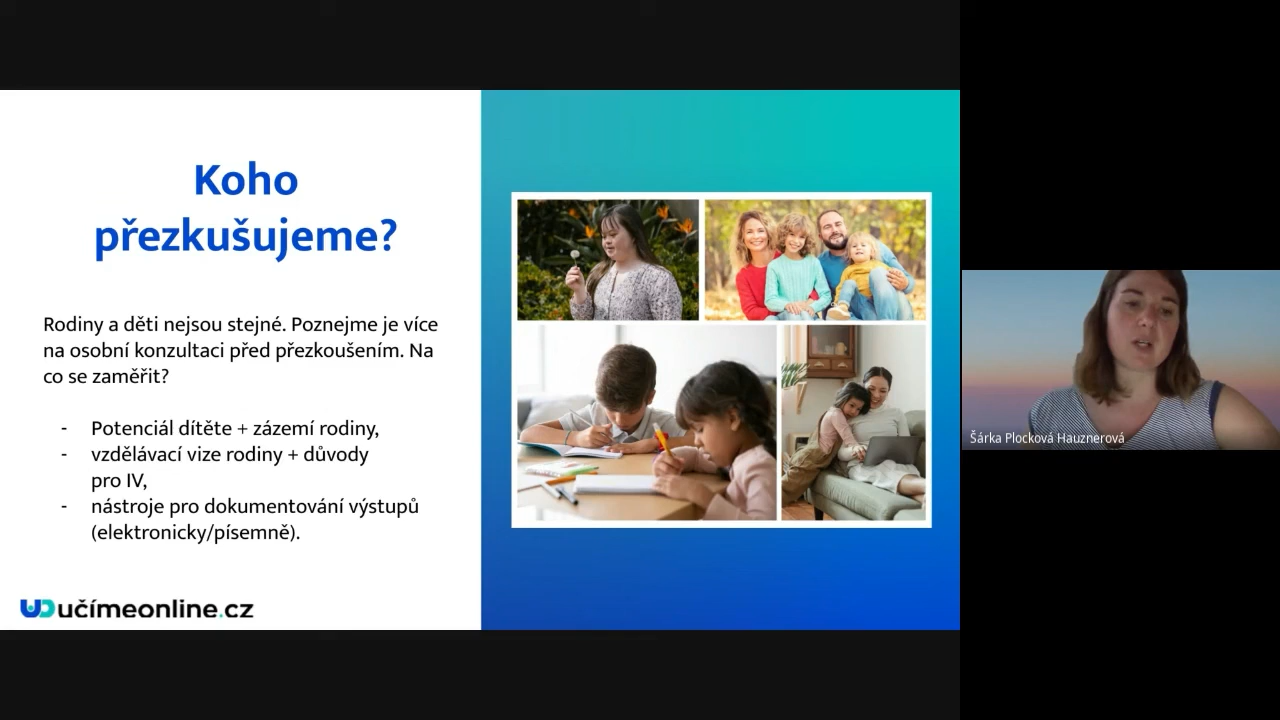 Koho
přezkušujeme?
Rodiny a děti nejsou stejné. Poznejme je více
na osobní konzultaci před přezkoušením. Na
co se zaměřit?
- Potenciál dítěte + zázemí rodiny,
- vzdělávací vize rodiny + důvody
pro IV,
- nástroje pro dokumentování výstupů
(elektronicky/písemně).
učímeonline.cz
Šárka Plocková Hauznerová